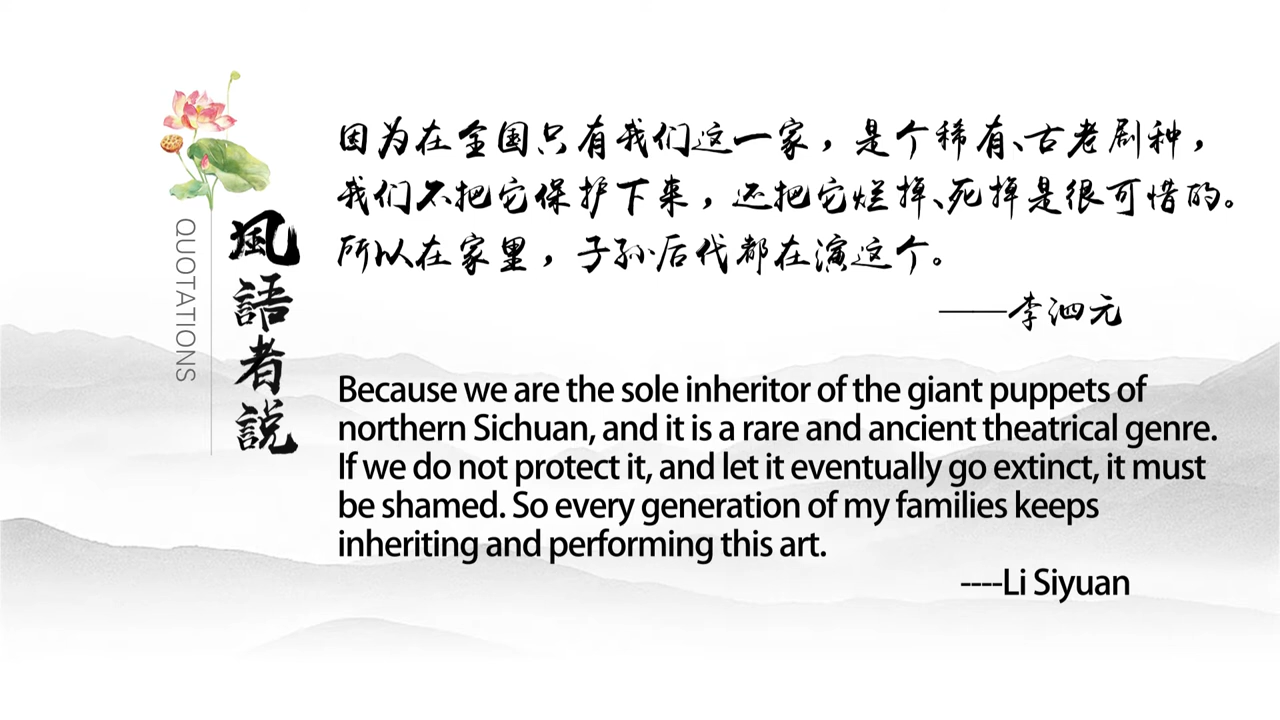 風語者説
QUOTATIONS
因为在全国只有我们这一家，是个稀有、古老剧种，
我们不把它保护下来，还把它烂掉、死掉是很可惜的。
所以在家里，子孙后代都在演这个。
——李泗元
Because we are the sole inheritor of the giant puppets of
northern Sichuan, and it is a rare and ancient theatrical genre.
If we do not protect it, and let it eventually go extinct, it must
be shamed. So every generation of my families keeps
inheriting and performing this art.
----Li Siyuan